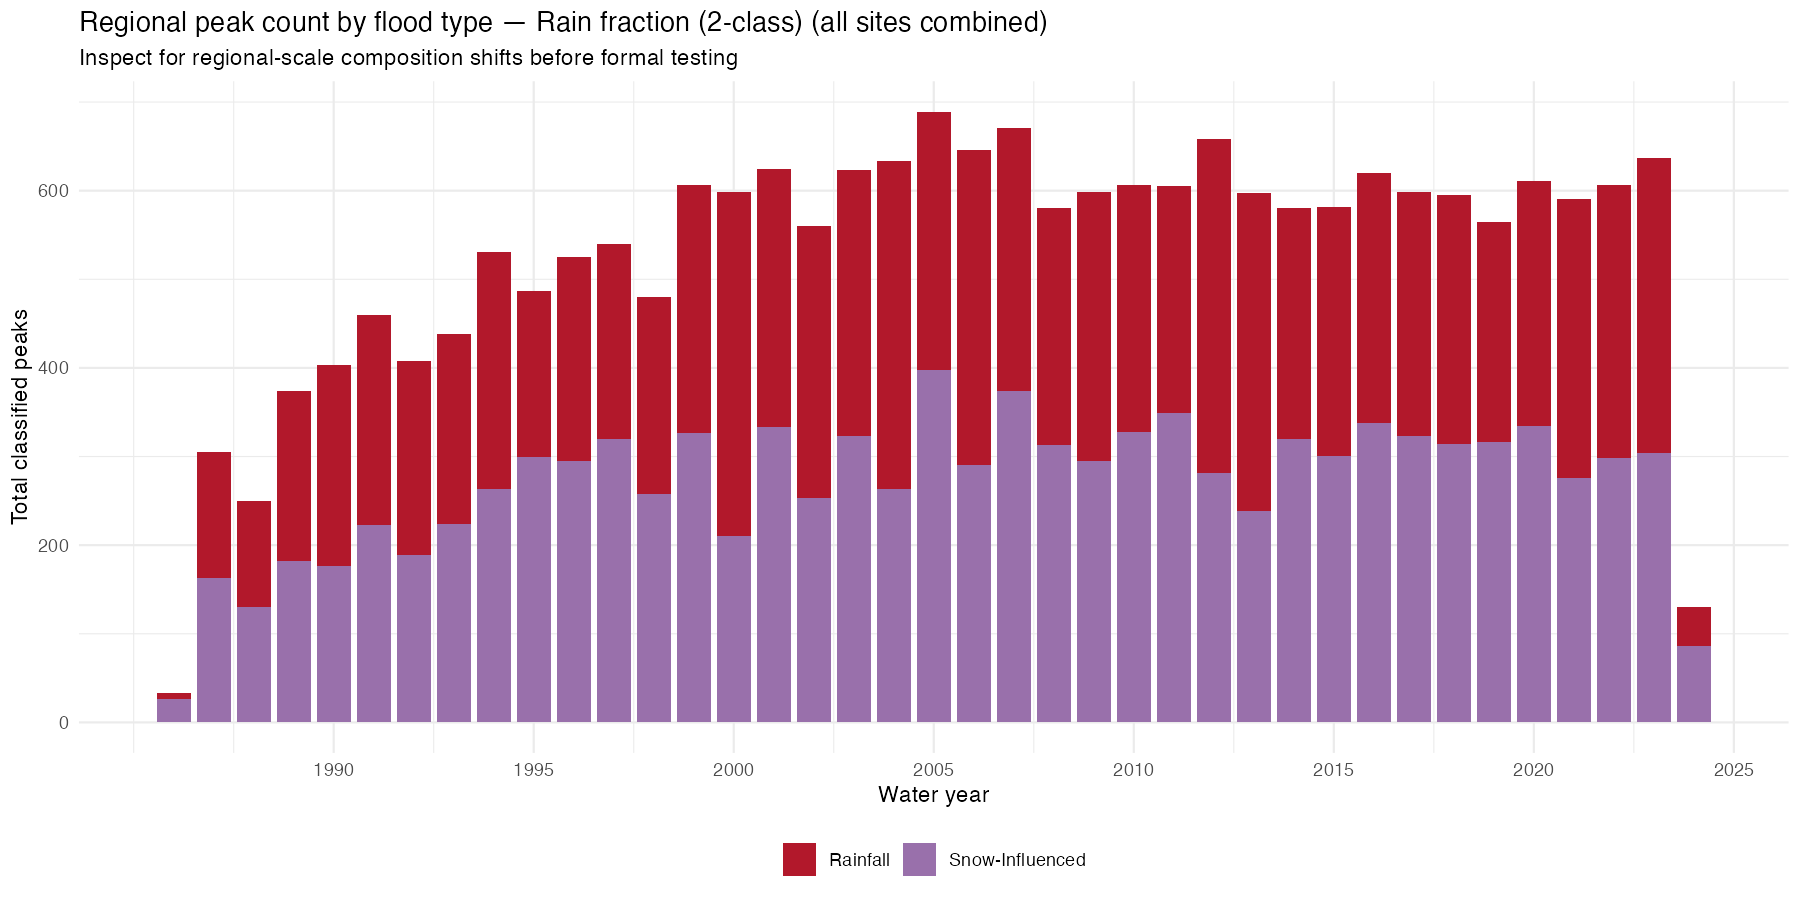 Regional peak count by flood type — Rain fraction (2-class) (all sites combined)
Inspect for regional-scale composition shifts before formal testing
Total classified peaks
600
400
200
0
1990 1995 2000 2005 2010 2015 2020 2025
Water year
Rainfall Snow-Influenced